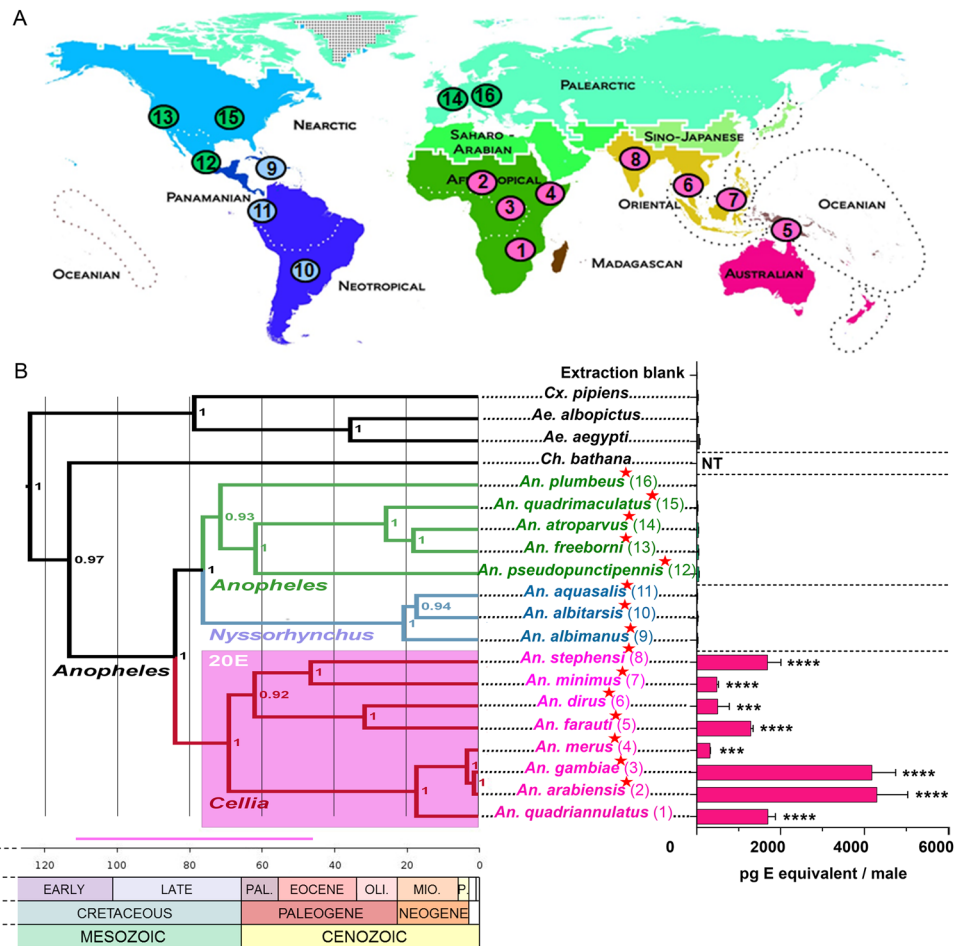 A
PALEARCTIC
NEARCTIC
SAHARO -
ARABIAN
SINO-JAPANESE
AFROTROPICAL
PANAMANIAN
ORIENTAL
OCEANIAN
OCEANIAN
NEOTROPICAL
MADAGASCAN
AUSTRALIAN
13
15
12
9
11
10
14
16
2
4
3
1
8
6
7
5
B
Extraction blank
Cx. pipiens
Ae. albopictus
Ae. aegypti
Ch. bathana
NT
An. plumbeus (16)
An. quadrimaculatus (15)
An. atroparvus (14)
An. freeborni (13)
An. pseudopunctipennis (12)
An. aquasalis (11)
An. albitarsis (10)
An. albimanus (9)
An. stephensi (8) ****
An. minimus (7) ****
An. dirus (6) ***
An. farauti (5) ****
An. merus (4) ***
An. gambiae (3) ****
An. arabiensis (2) ****
An. quadriannulatus (1) ****
1
1
1
1
0.97
0.93
1
1
1
1
Anopheles
0.94
1
Nyssorhynchus
Anopheles
1
20E
0.92
1
1
1
1
1
1
Cellia
0 2000 4000 6000
pg E equivalent / male
120 100 80 60 40 20 0
EARLY LATE PAL. EOCENE OLI. MIO. P.
CRETACEOUS PALEOGENE NEOGENE
MESOZOIC CENOZOIC